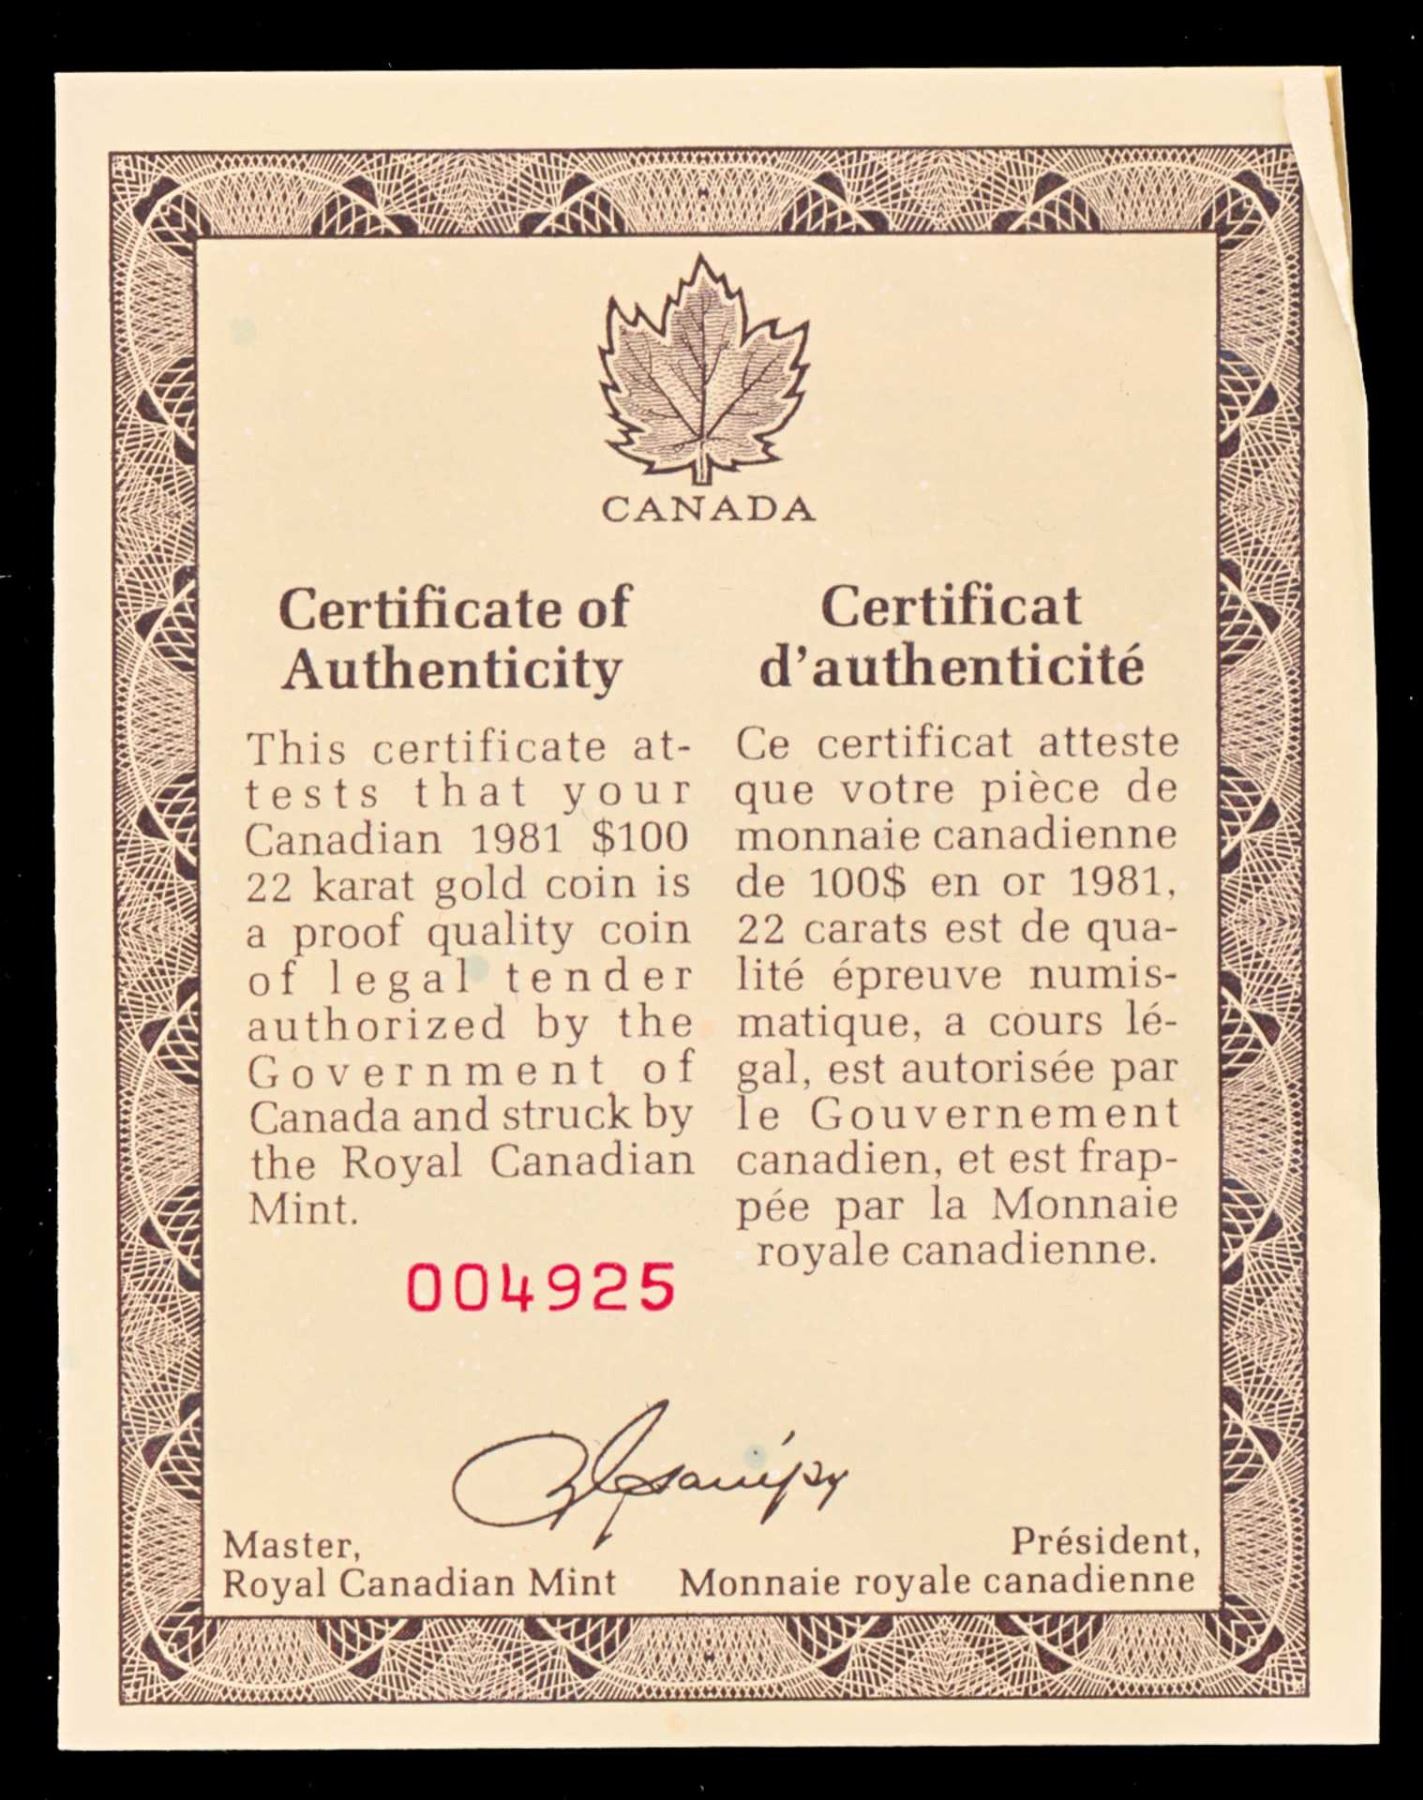 CANADA
Certificate of
Authenticity
This certificate at-
tests that your
Canadian 1981 $100
22 karat gold coin is
a proof quality coin
of legal tender
authorized by the
Government of
Canada and struck by
the Royal Canadian
Mint.
004925
Certificat
d'authenticité
Ce certificat atteste
que votre pièce de
monnaie canadienne
de 100$ en or 1981,
22 carats est de qua-
lité épreuve numis-
matique, a cours lé-
gal, est autorisée par
le Gouvernement
canadien, et est frap-
pée par la Monnaie
royale canadienne.
Master,
Royal Canadian Mint
Président,
Monnaie royale canadienne